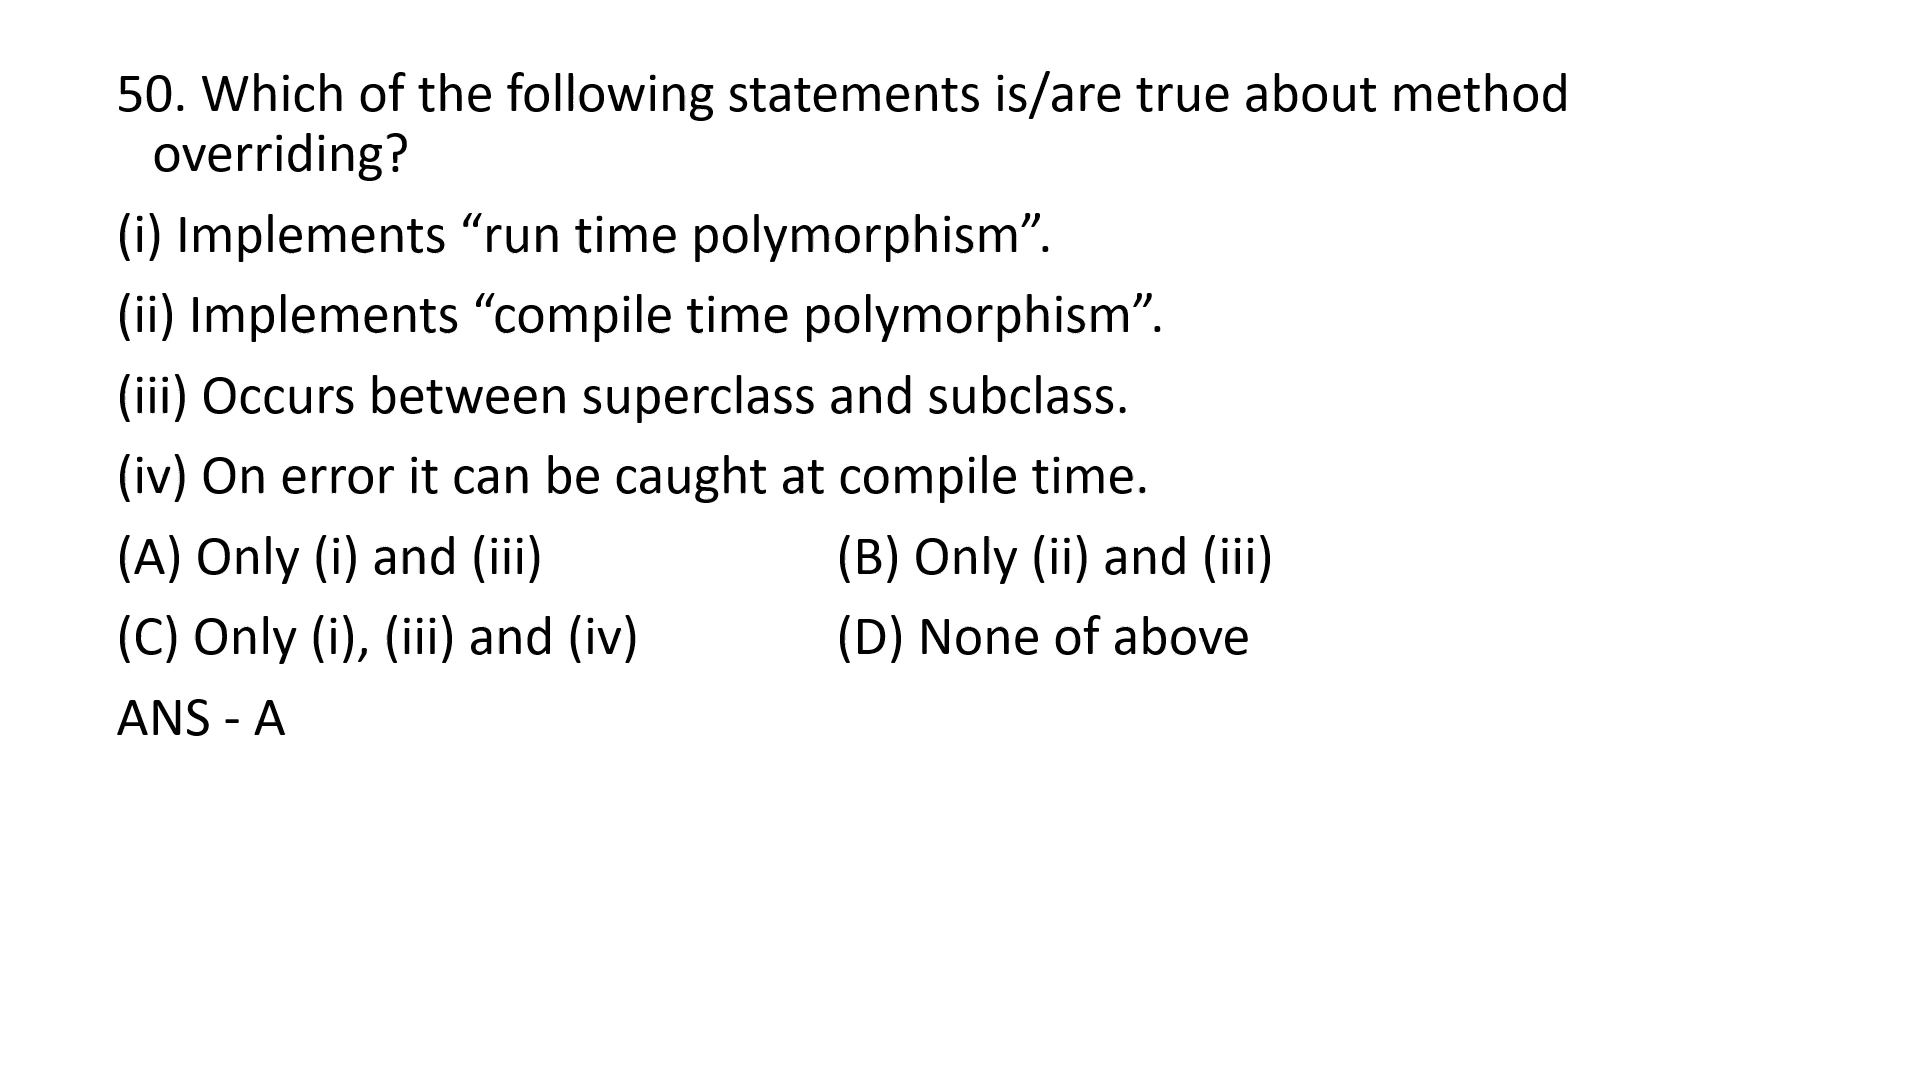 50. Which of the following statements is/are true about method
overriding?
(i) Implements “run time polymorphism”.
(ii) Implements “compile time polymorphism”.
(iii) Occurs between superclass and subclass.
(iv) On error it can be caught at compile time.
(A) Only (i) and (iii) (B) Only (ii) and (iii)
(C) Only (i), (iii) and (iv) (D) None of above
ANS - A